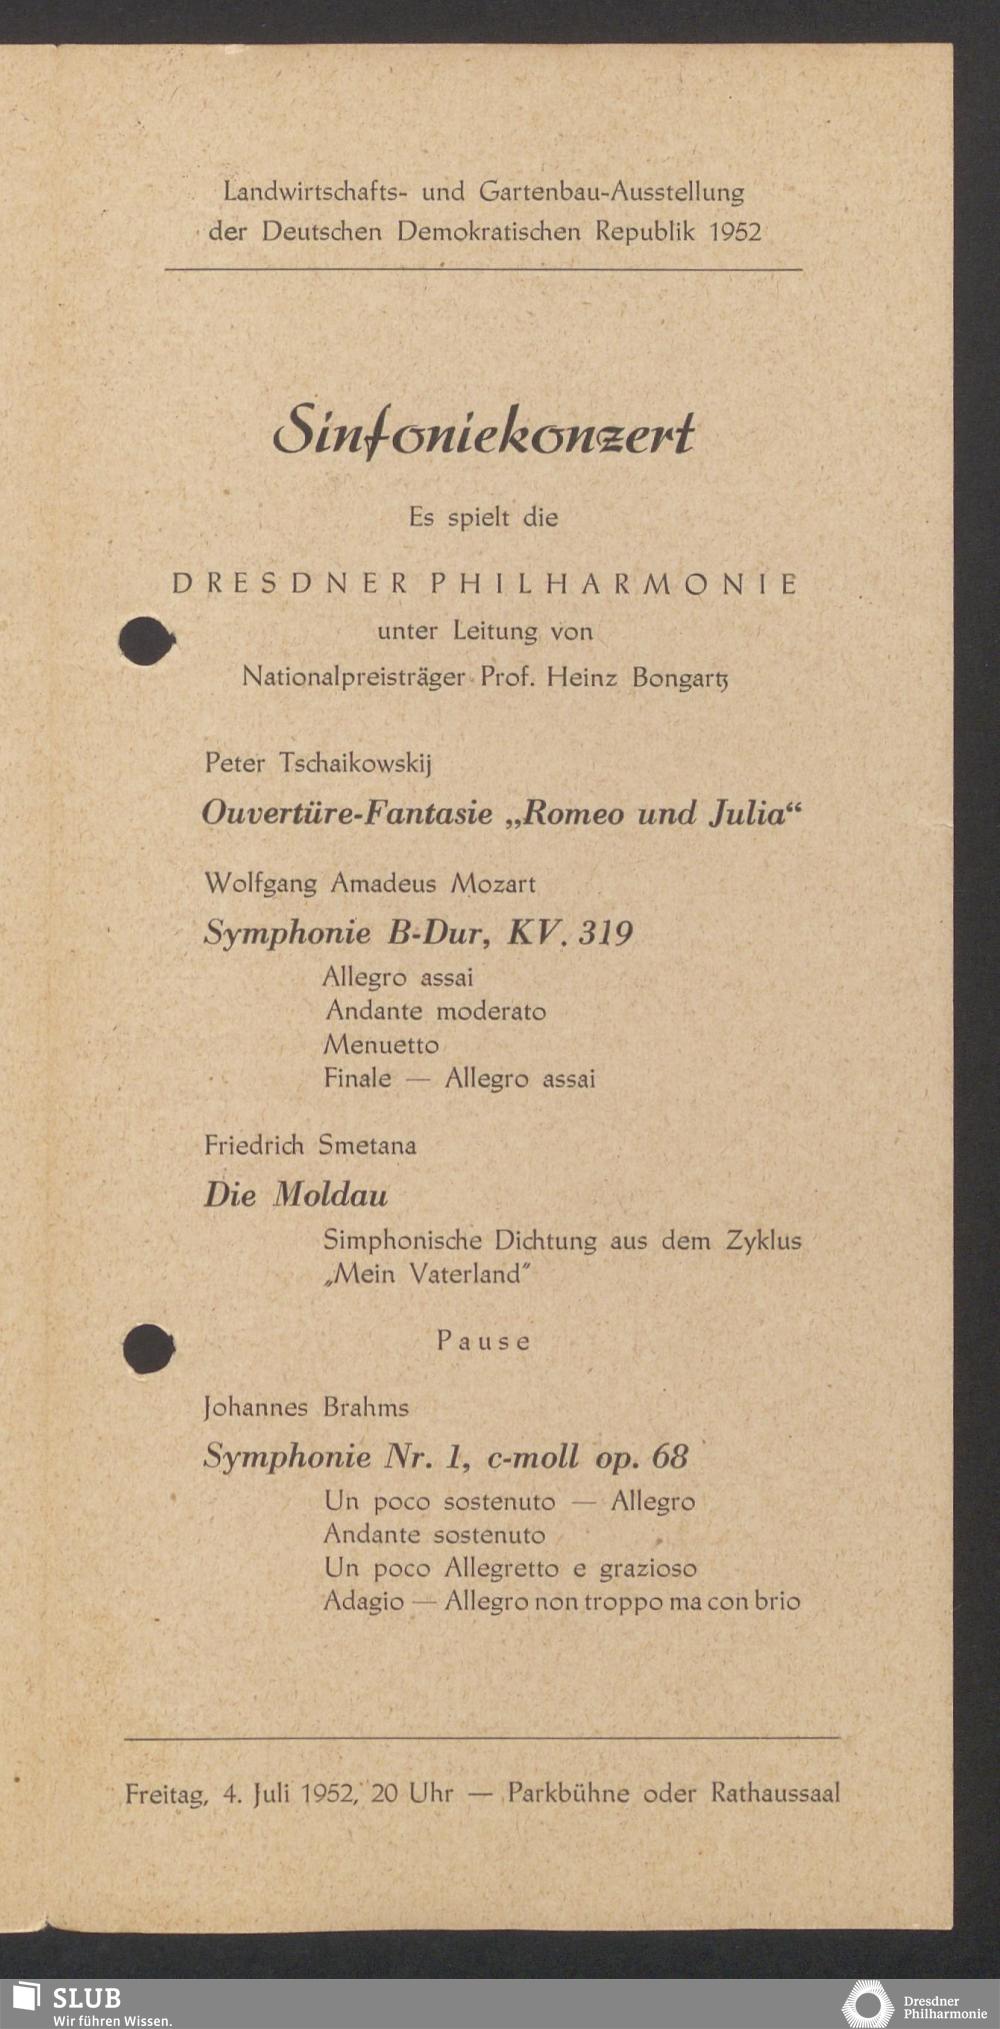 Landwirtschafts- und Gartenbau-Ausstellung
der Deutschen Demokratischen Republik 1952
Sinfoniekonzert
Es spielt die
DRESDNER PHILHARMONIE
unter Leitung von
Nationalpreisträger Prof. Heinz Bongartz
Peter Tschaikowskij
Ouvertüre-Fantasie „Romeo und Julia“
Wolfgang Amadeus Mozart
Symphonie B-Dur, KV. 319
Allegro assai
Andante moderato
Menuetto
Finale — Allegro assai
Friedrich Smetana
Die Moldau
Simphonische Dichtung aus dem Zyklus
„Mein Vaterland"
Pause
Johannes Brahms
Symphonie Nr. 1, c-moll op. 68
Un poco sostenuto — Allegro
Andante sostenuto
Un poco Allegretto e grazioso
Adagio — Allegro non troppo ma con brio
Freitag, 4. Juli 1952, 20 Uhr — Parkbühne oder Rathaussaal
SLUB
Wir führen Wissen.
Dresdner
Philharmonie